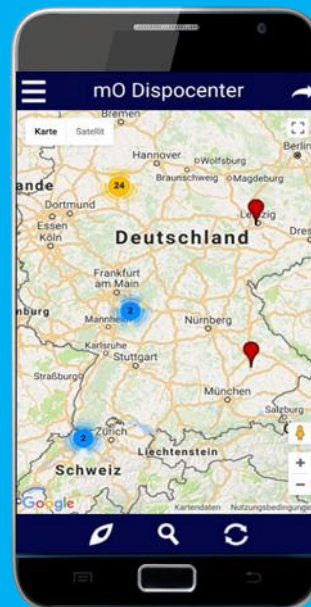 mO Dispocenter
Bremen
Karte Satellit
Berlin
Hannover
Wolfsburg
Braunschweig
Magdeburg
ande
24
Dortmund
Essen
Leipzig
Köln
Deutschland
Dres
Frankfurt
am Main
mburg
2
Mannheim
Nürnberg
Karlsruhe
Stuttgart
Straßburg
München
Salzburg
2
Zürich
Liechtenstein
Schweiz
+
−
Google
Kartendaten Nutzungsbedingungen